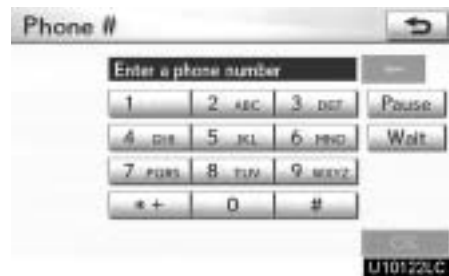 Phone #
Enter a phone number
1 2 ABC 3 DEF Pause
4 GHI 5 JKL 6 MNO Wait
7 PQRS 8 TUV 9 WXYZ
* + 0 #
U10122LC